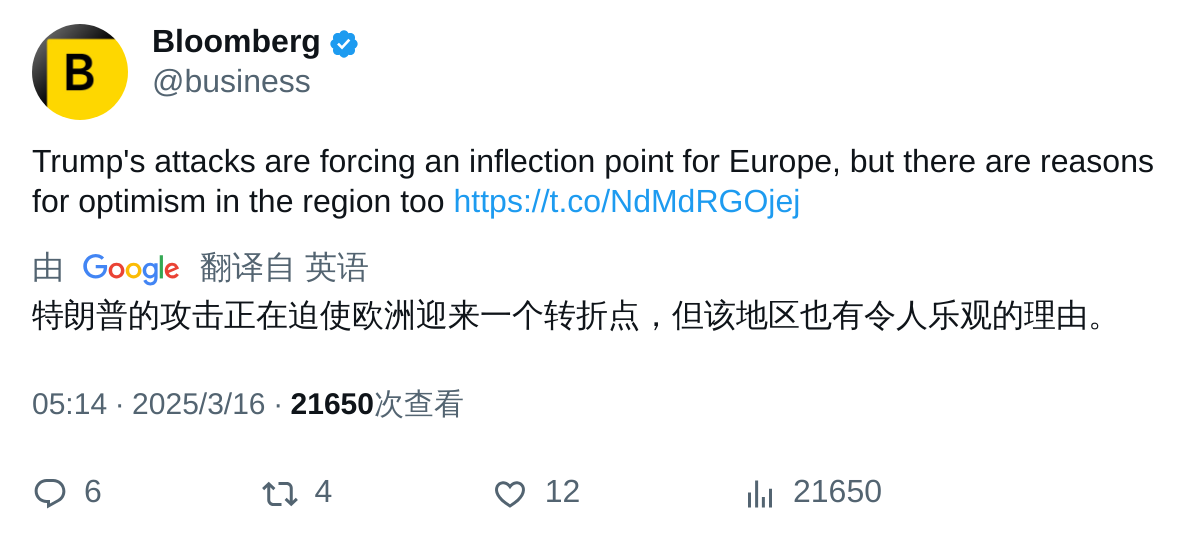 Bloomberg
@business
Trump's attacks are forcing an inflection point for Europe, but there are reasons
for optimism in the region too https://t.co/NdMdRGOjej
由 Google 翻译自 英语
特朗普的攻击正在迫使欧洲迎来一个转折点，但该地区也有令人乐观的理由。
05:14 · 2025/3/16 · 21650次查看
6 4 12 21650